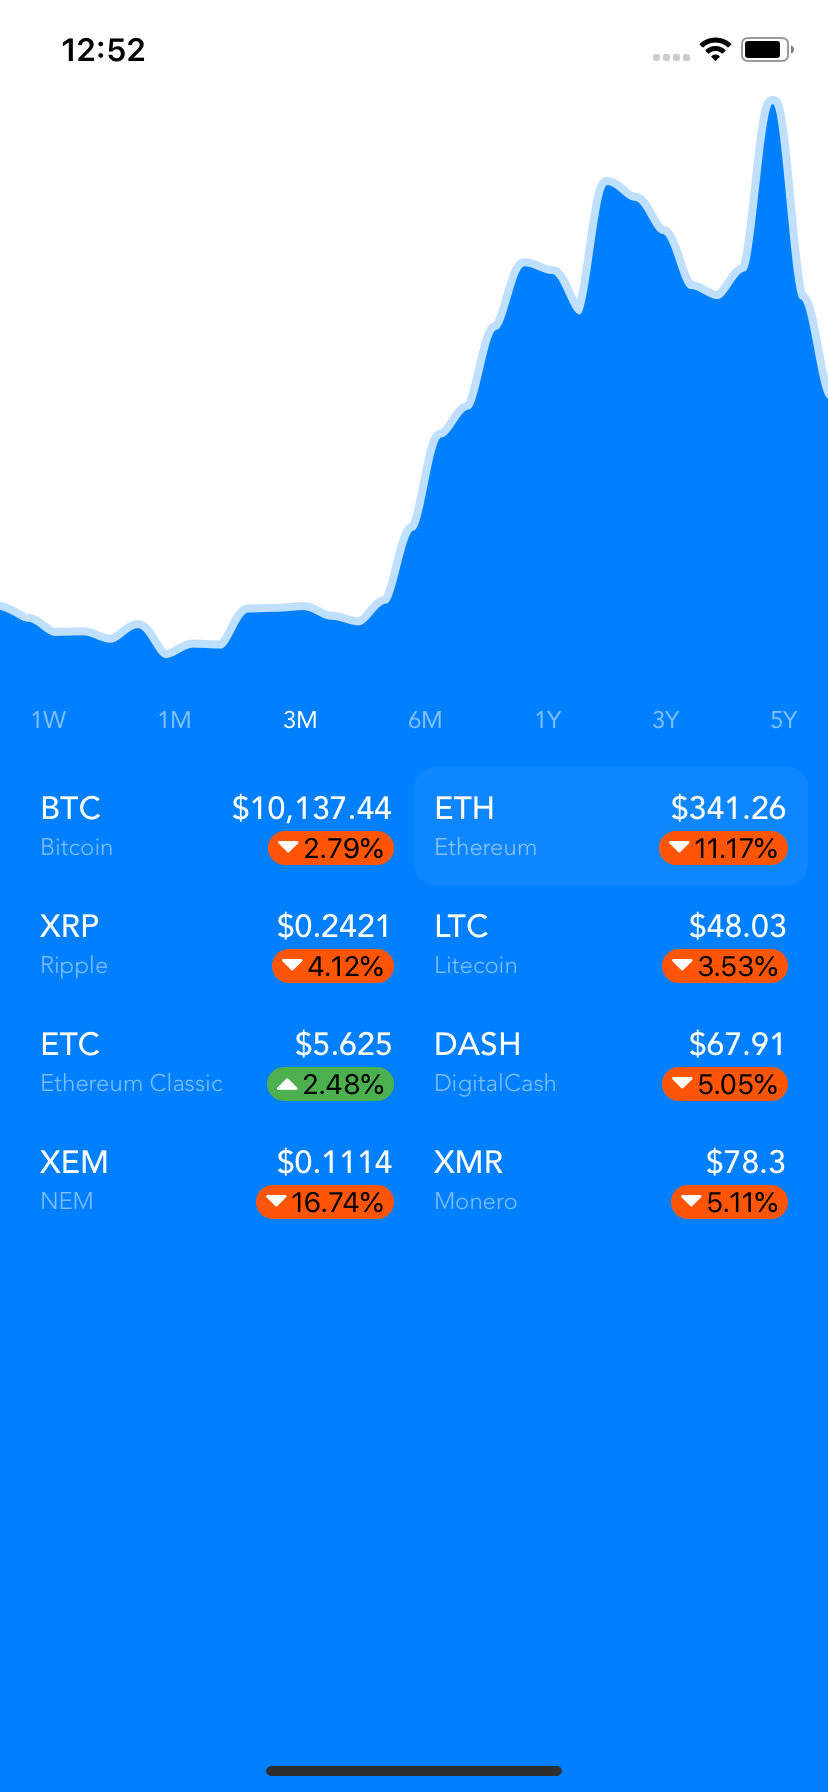 12:52
1W 1M 3M 6M 1Y 3Y 5Y
BTC $10,137.44
Bitcoin 2.79%
ETH $341.26
Ethereum 11.17%
XRP $0.2421
Ripple 4.12%
LTC $48.03
Litecoin 3.53%
ETC $5.625
Ethereum Classic 2.48%
DASH $67.91
DigitalCash 5.05%
XEM $0.1114
NEM 16.74%
XMR $78.3
Monero 5.11%